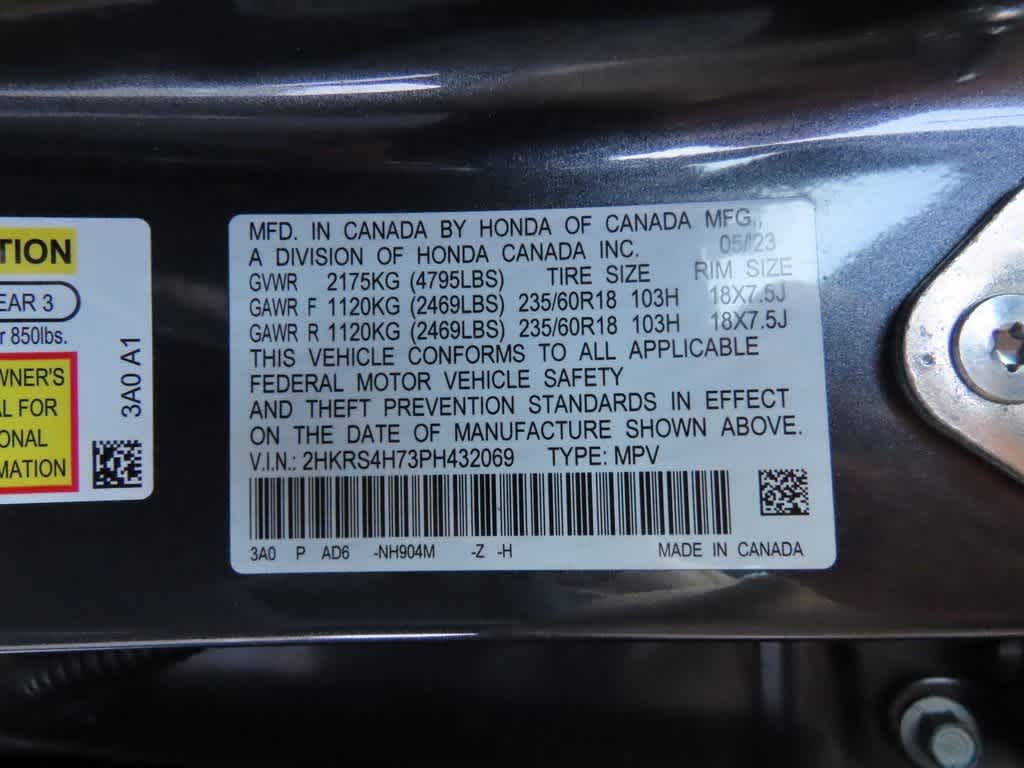 TION
EAR 3
r 850lbs.
WNER'S
AL FOR
ONAL
MATION
3A0 A1
MFD. IN CANADA BY HONDA OF CANADA MFG.,
A DIVISION OF HONDA CANADA INC. 05/23
GVWR 2175KG (4795LBS) TIRE SIZE RIM SIZE
GAWR F 1120KG (2469LBS) 235/60R18 103H 18X7.5J
GAWR R 1120KG (2469LBS) 235/60R18 103H 18X7.5J
THIS VEHICLE CONFORMS TO ALL APPLICABLE
FEDERAL MOTOR VEHICLE SAFETY
AND THEFT PREVENTION STANDARDS IN EFFECT
ON THE DATE OF MANUFACTURE SHOWN ABOVE.
V.I.N.: 2HKRS4H73PH432069 TYPE: MPV
3A0 P AD6 -NH904M -Z -H MADE IN CANADA